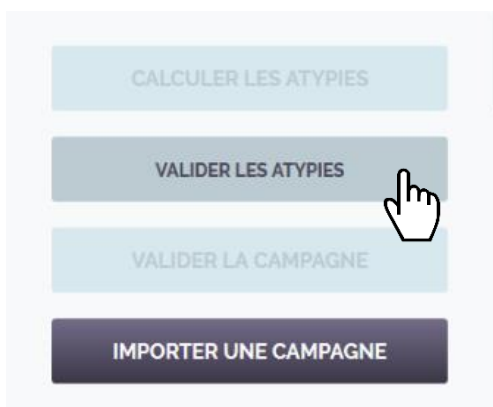 CALCULER LES ATYPIES
VALIDER LES ATYPIES
VALIDER LA CAMPAGNE
IMPORTER UNE CAMPAGNE